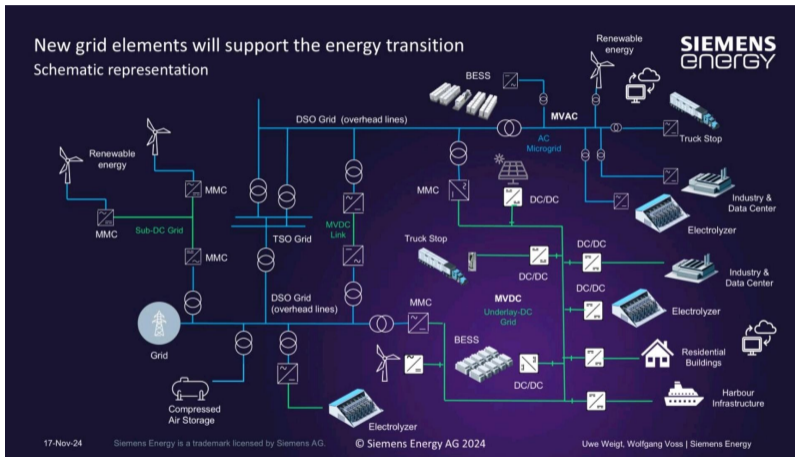 New grid elements will support the energy transition
Schematic representation
SIEMENS
energy
Renewable
energy
BESS
MVAC
DSO Grid (overhead lines)
AC
Microgrid
Truck Stop
Renewable
energy
MMC
MMC
Sub-DC Grid
MMC
TSO Grid
MVDC
Link
MMC
DC/DC
Industry &
Data Center
Electrolyzer
Truck Stop
DC/DC
DC/DC
Industry &
Data Center
DSO Grid
(overhead lines)
MMC
MVDC
Underlay-DC
Grid
DC/DC
Electrolyzer
Grid
BESS
DC/DC
Residential
Buildings
Compressed
Air Storage
Electrolyzer
Harbour
Infrastructure
17-Nov-24
Siemens Energy is a trademark licensed by Siemens AG.
© Siemens Energy AG 2024
Uwe Weigt, Wolfgang Voss | Siemens Energy